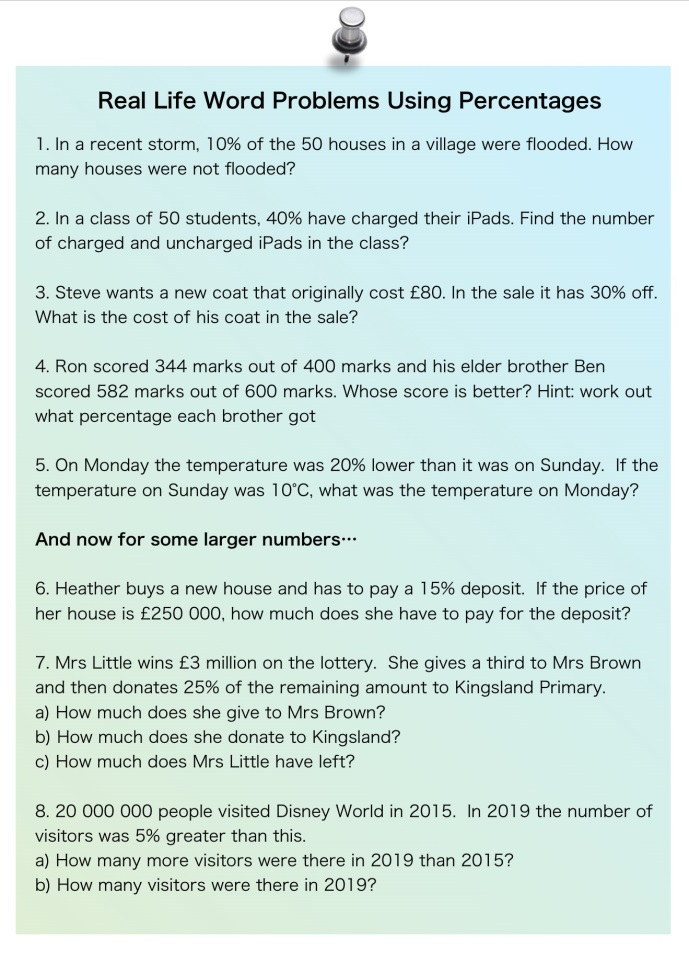 Real Life Word Problems Using Percentages
1. In a recent storm, 10% of the 50 houses in a village were flooded. How
many houses were not flooded?
2. In a class of 50 students, 40% have charged their iPads. Find the number
of charged and uncharged iPads in the class?
3. Steve wants a new coat that originally cost £80. In the sale it has 30% off.
What is the cost of his coat in the sale?
4. Ron scored 344 marks out of 400 marks and his elder brother Ben
scored 582 marks out of 600 marks. Whose score is better? Hint: work out
what percentage each brother got
5. On Monday the temperature was 20% lower than it was on Sunday.  If the
temperature on Sunday was 10°C, what was the temperature on Monday?
And now for some larger numbers⋯
6. Heather buys a new house and has to pay a 15% deposit.  If the price of
her house is £250 000, how much does she have to pay for the deposit?
7. Mrs Little wins £3 million on the lottery.  She gives a third to Mrs Brown
and then donates 25% of the remaining amount to Kingsland Primary.
a) How much does she give to Mrs Brown?
b) How much does she donate to Kingsland?
c) How much does Mrs Little have left?
8. 20 000 000 people visited Disney World in 2015.  In 2019 the number of
visitors was 5% greater than this.
a) How many more visitors were there in 2019 than 2015?
b) How many visitors were there in 2019?